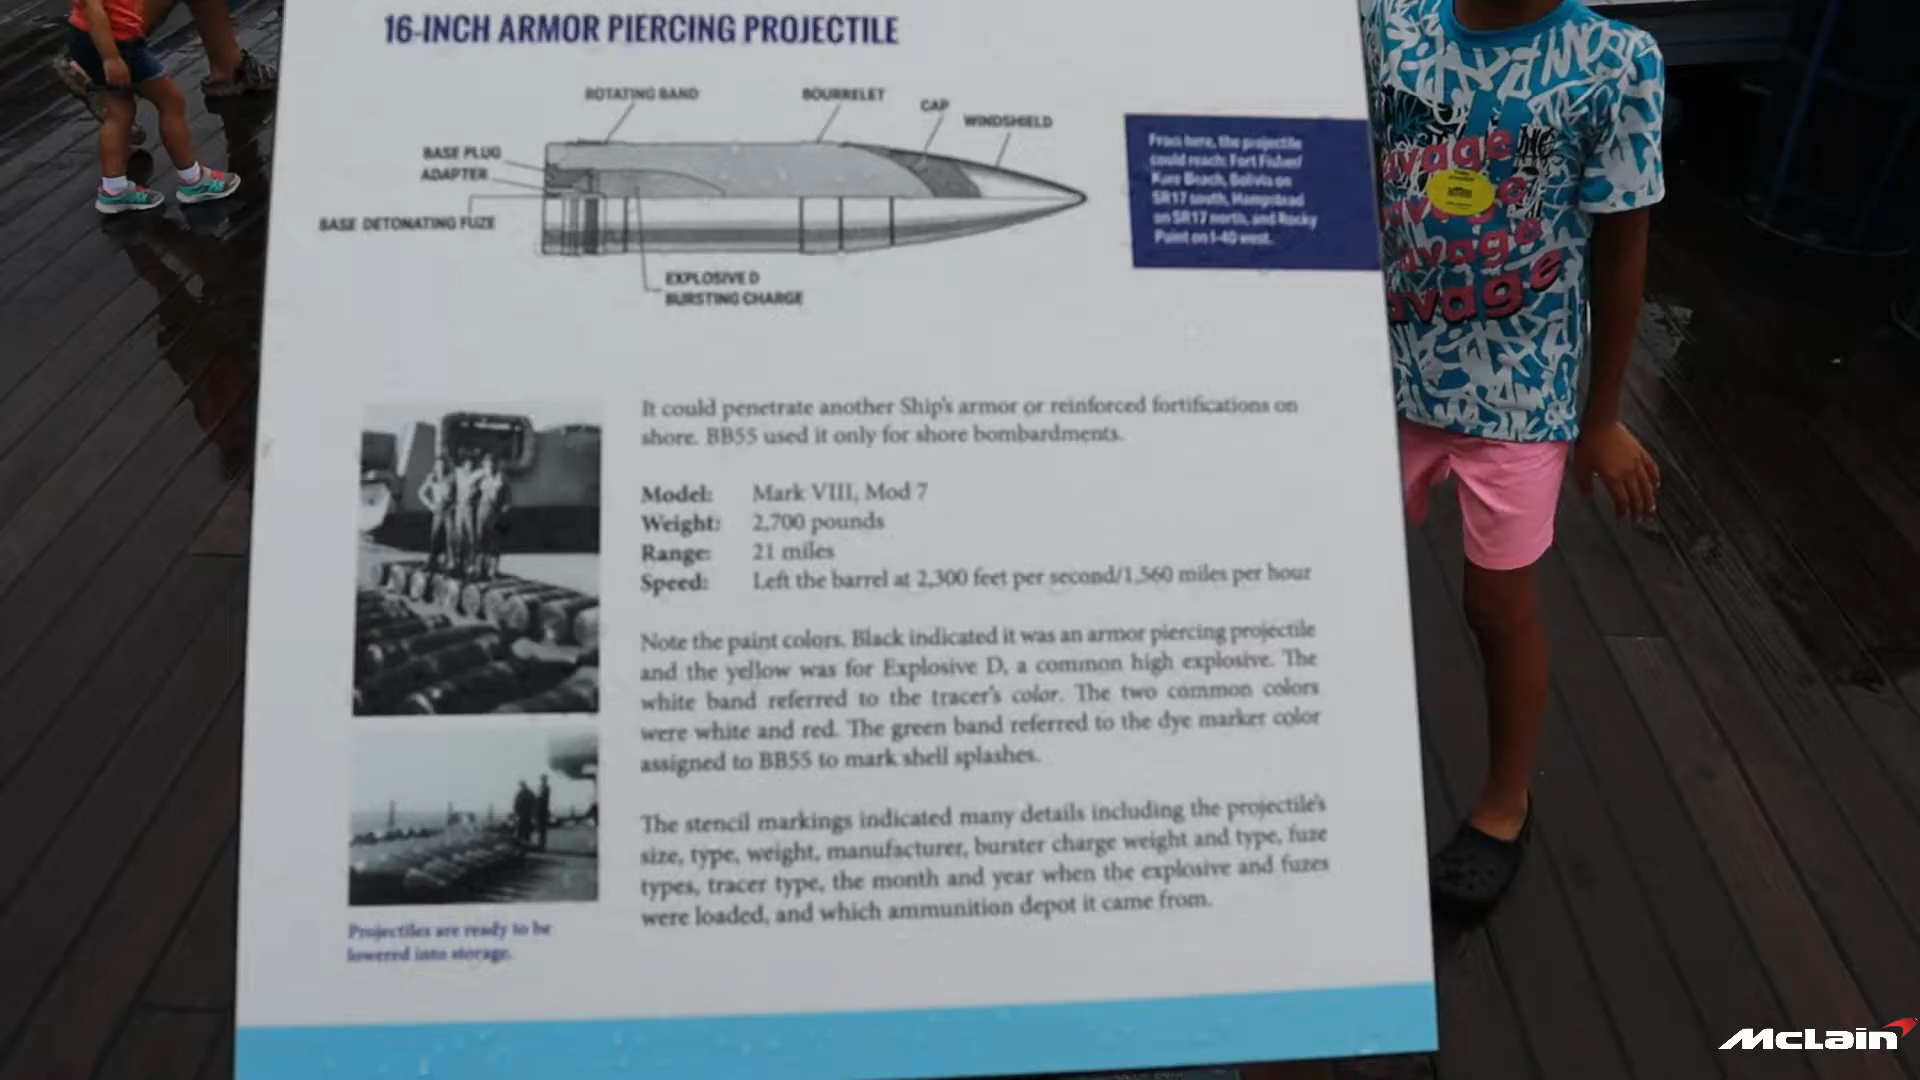 16-INCH ARMOR PIERCING PROJECTILE
ROTATING BAND
BOURRELET
CAP
WINDSHIELD
BASE PLUG
ADAPTER
BASE DETONATING FUZE
EXPLOSIVE D
BURSTING CHARGE
From here, the projectile
could reach: Fort Fisher/
Kure Beach, Bolivia on
SR17 south, Hampstead
on SR17 north, and Rocky
Point on I-40 west.
It could penetrate another Ship's armor or reinforced fortifications on
shore. BB55 used it only for shore bombardments.
Model: Mark VIII, Mod 7
Weight: 2,700 pounds
Range: 21 miles
Speed: Left the barrel at 2,300 feet per second/1,560 miles per hour
Note the paint colors. Black indicated it was an armor piercing projectile
and the yellow was for Explosive D, a common high explosive. The
white band referred to the tracer's color. The two common colors
were white and red. The green band referred to the dye marker color
assigned to BB55 to mark shell splashes.
The stencil markings indicated many details including the projectile's
size, type, weight, manufacturer, burster charge weight and type, fuze
types, tracer type, the month and year when the explosive and fuzes
were loaded, and which ammunition depot it came from.
Projectiles are ready to be
lowered into storage.
avage
avage
avage
McLain